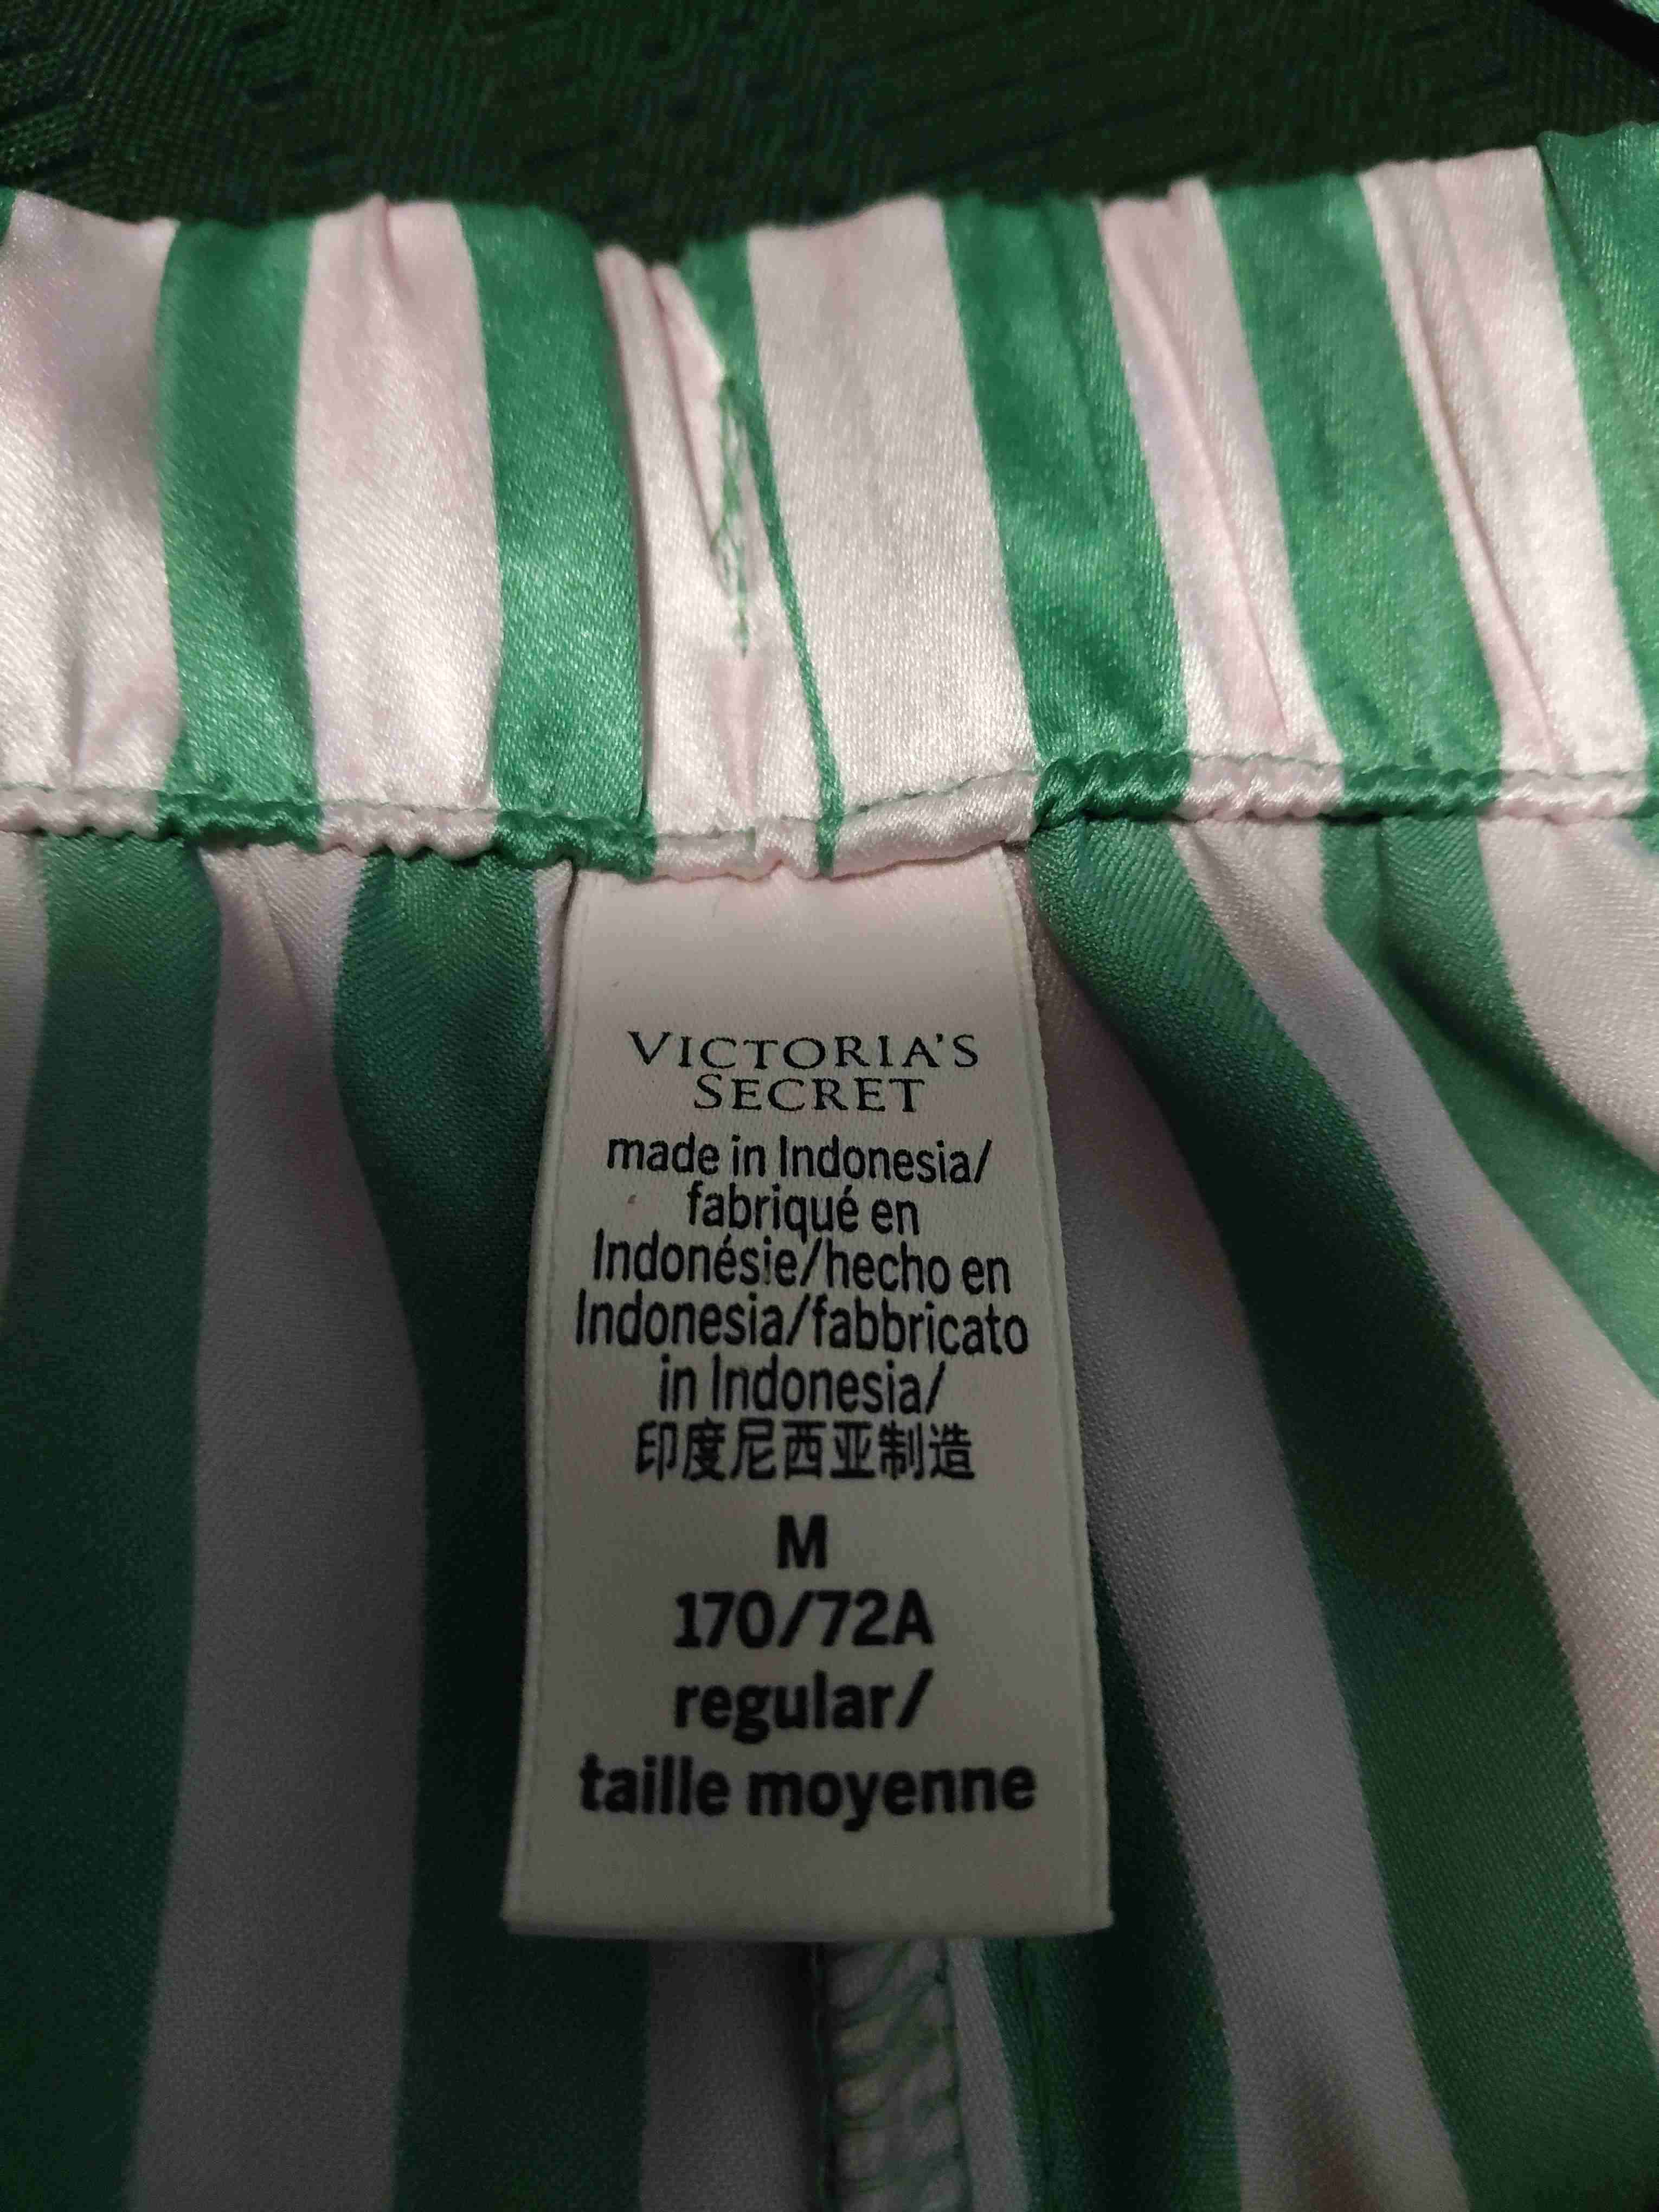 VICTORIA'S
SECRET
made in Indonesia/
fabriqué en
Indonésie/hecho en
Indonesia/fabbricato
in Indonesia/
印度尼西亚制造
M
170/72A
regular/
taille moyenne